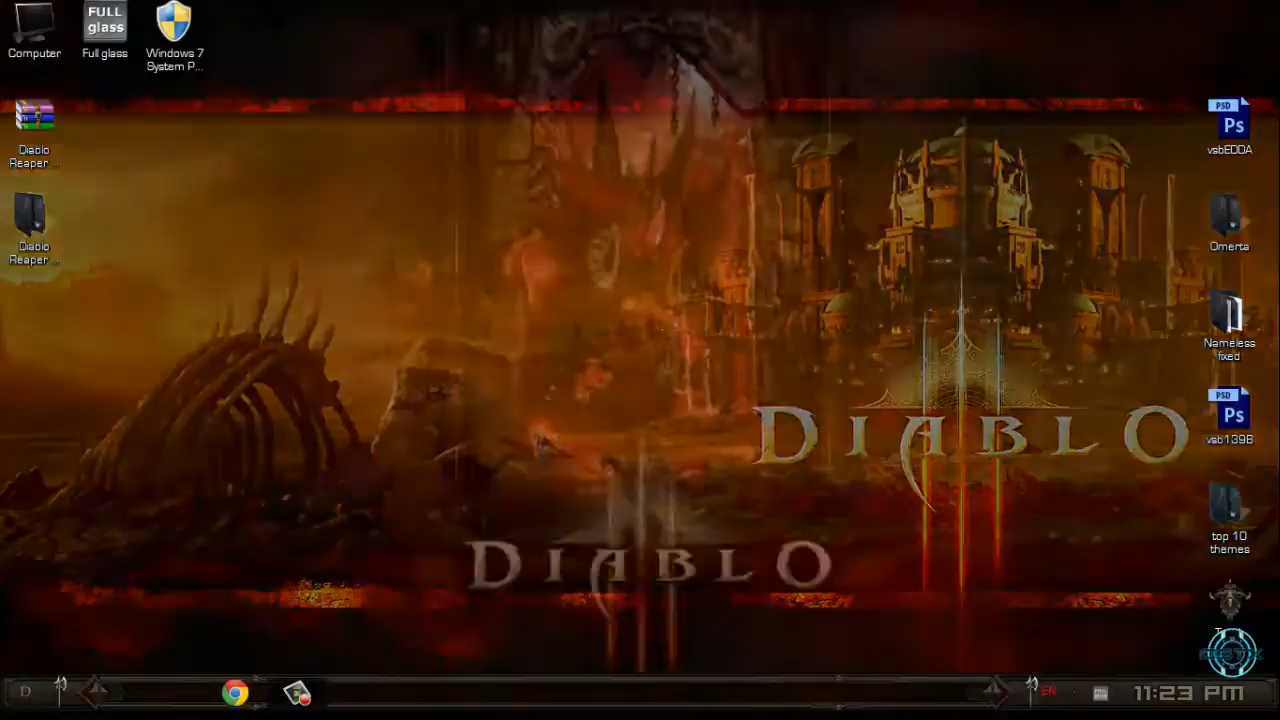 FULL
glass
Computer
Full glass
Windows 7
System P...
Diablo
Reaper ...
Diablo
Reaper ...
PSD
Ps
vsbEDDA
Omerta
Nameless
fixed
PSD
Ps
vsb139B
top 10
themes
DIABLO
DIABLO
D
EN
11:23 PM